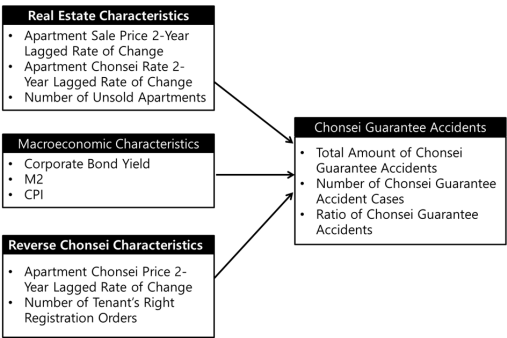 Real Estate Characteristics
• Apartment Sale Price 2-Year
Lagged Rate of Change
• Apartment Chonsei Rate 2-
Year Lagged Rate of Change
• Number of Unsold Apartments
Macroeconomic Characteristics
• Corporate Bond Yield
• M2
• CPI
Reverse Chonsei Characteristics
• Apartment Chonsei Price 2-
Year Lagged Rate of Change
• Number of Tenant's Right
Registration Orders
Chonsei Guarantee Accidents
• Total Amount of Chonsei
Guarantee Accidents
• Number of Chonsei Guarantee
Accident Cases
• Ratio of Chonsei Guarantee
Accidents